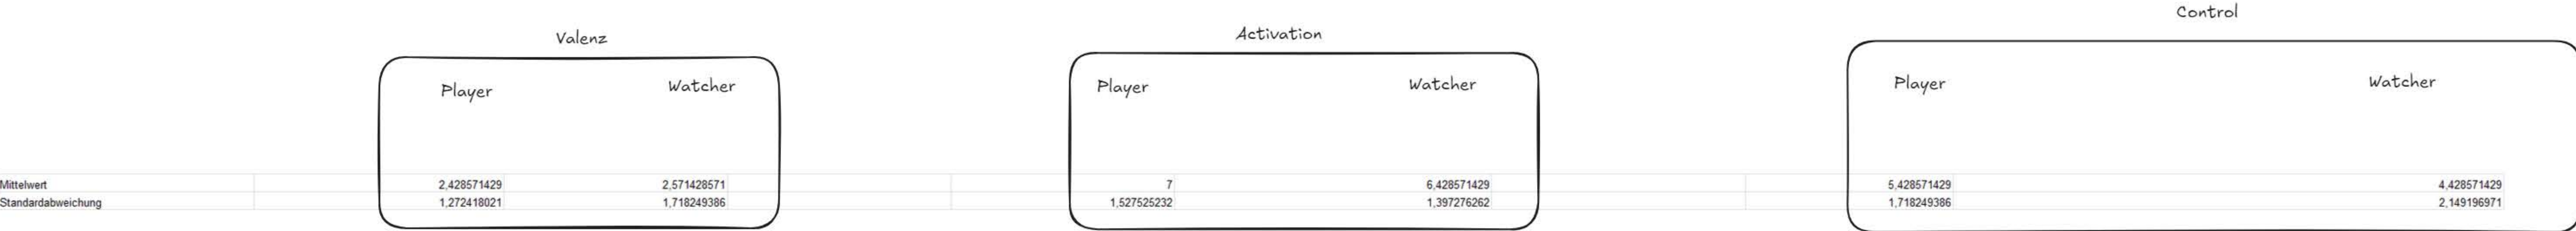 Valenz Activation Control
Player Watcher Player Watcher Player Watcher
Mittelwert 2,428571429 2,571428571 7 6,428571429 5,428571429 4,428571429
Standardabweichung 1,272418021 1,718249386 1,527525232 1,397276262 1,718249386 2,149196971